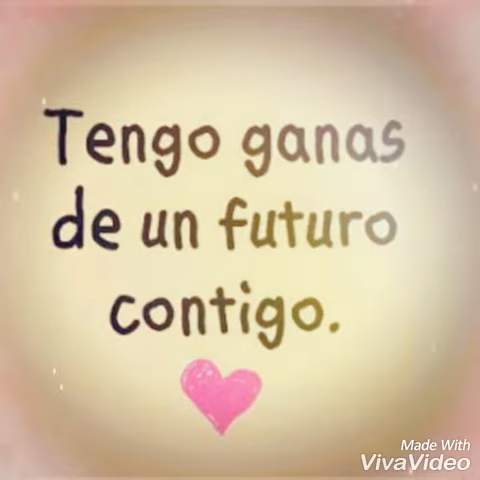 Tengo ganas
de un futuro
contigo.
Made With
VivaVideo